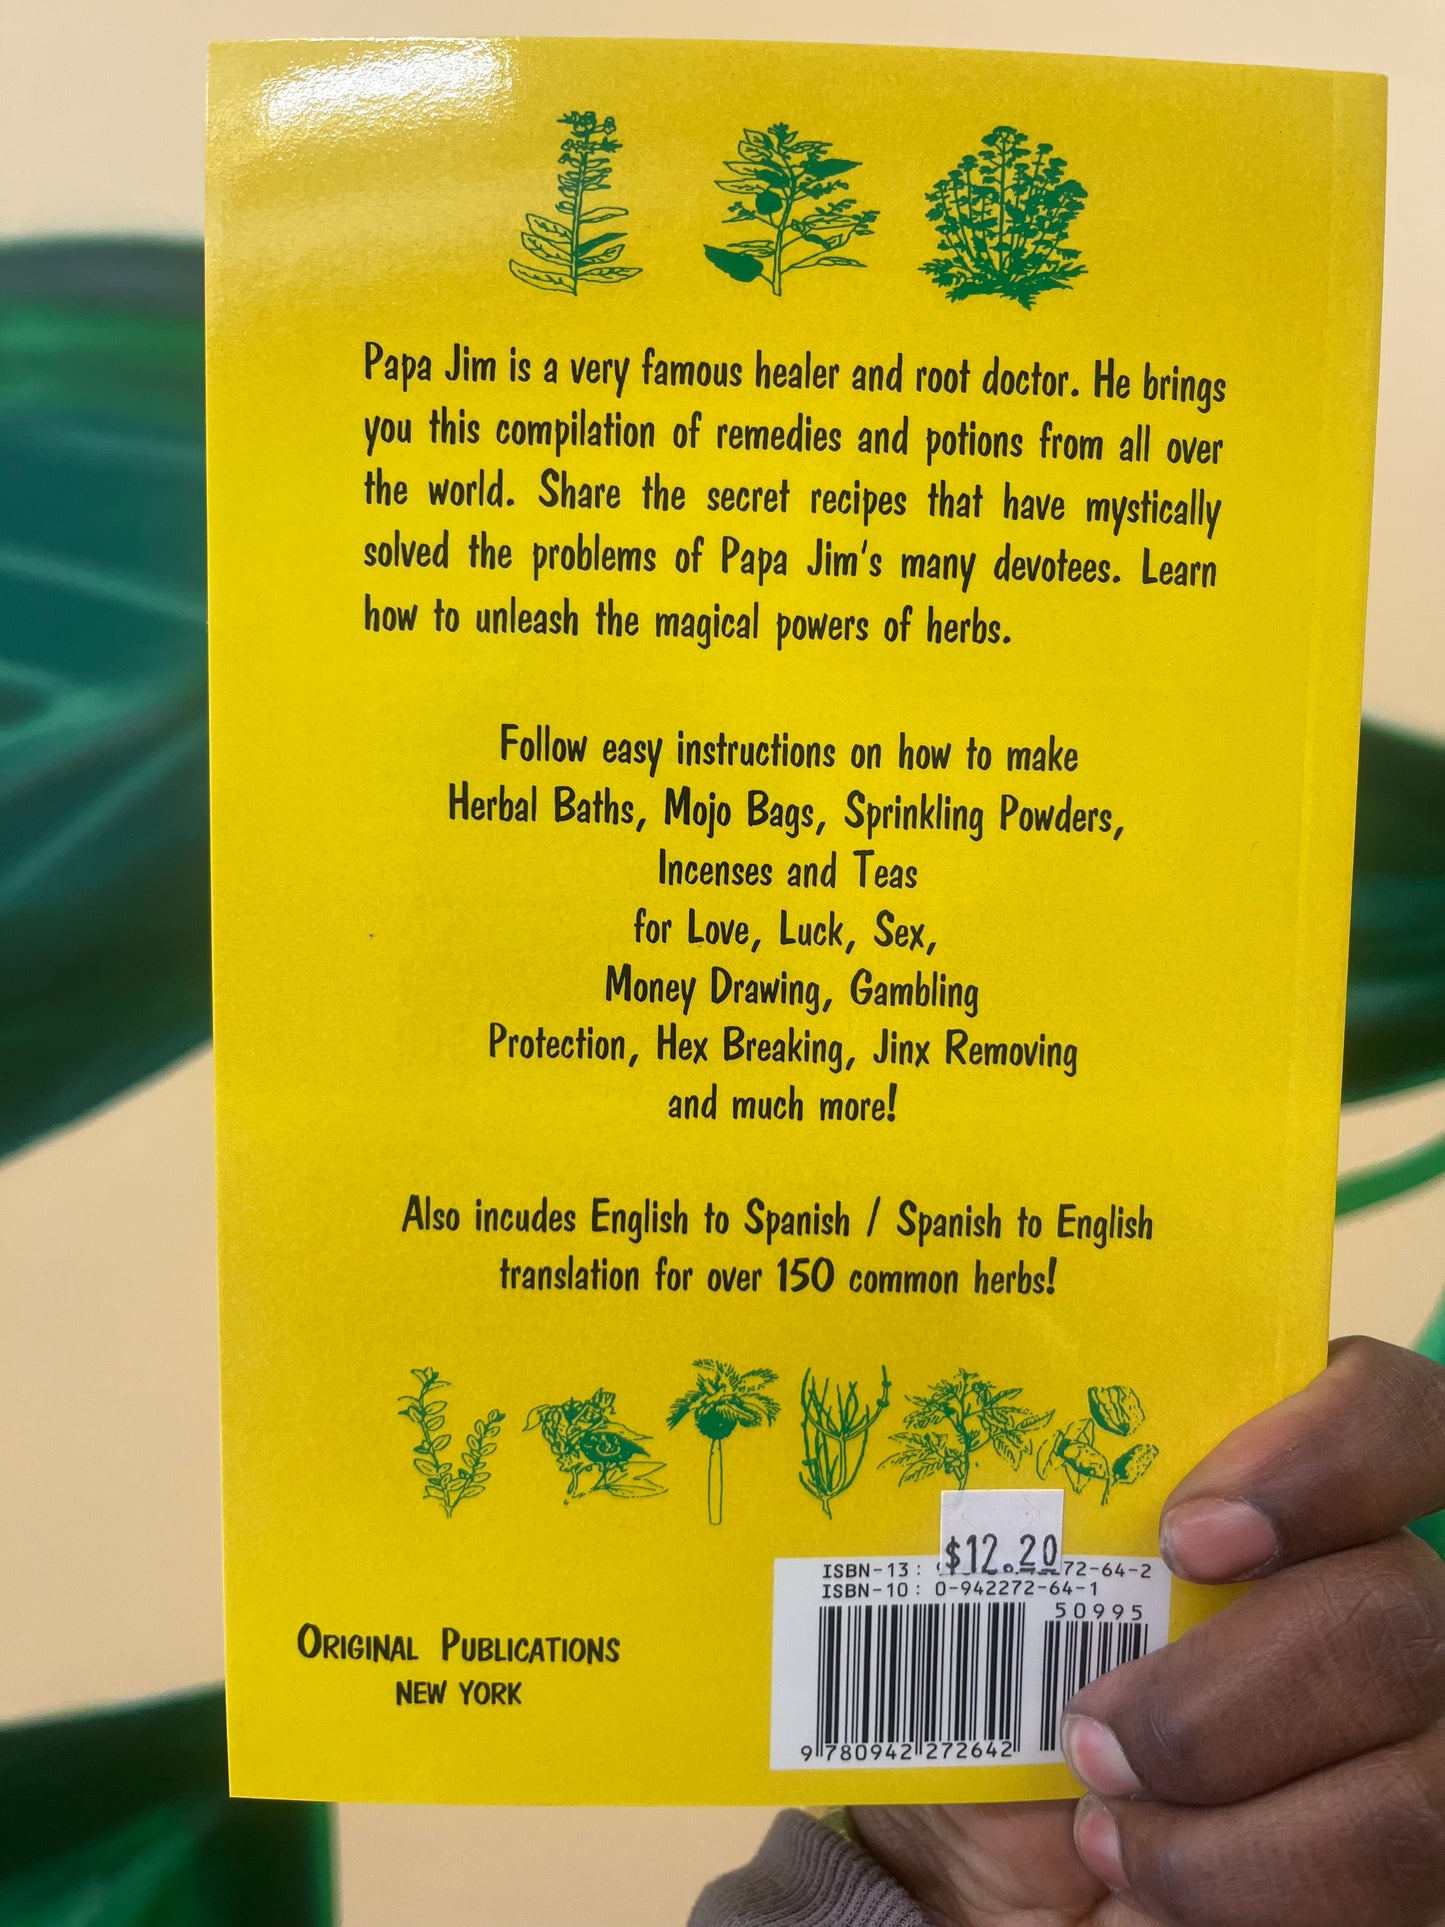 Papa Jim is a very famous healer and root doctor. He brings
you this compilation of remedies and potions from all over
the world. Share the secret recipes that have mystically
solved the problems of Papa Jim's many devotees. Learn
how to unleash the magical powers of herbs.
Follow easy instructions on how to make
Herbal Baths, Mojo Bags, Sprinkling Powders,
Incenses and Teas
for Love, Luck, Sex,
Money Drawing, Gambling
Protection, Hex Breaking, Jinx Removing
and much more!
Also incudes English to Spanish / Spanish to English
translation for over 150 common herbs!
$12.20
ISBN-13: 72-64-2
ISBN-10: 0-942272-64-1
50995
9 780942 272642
ORIGINAL PUBLICATIONS
NEW YORK